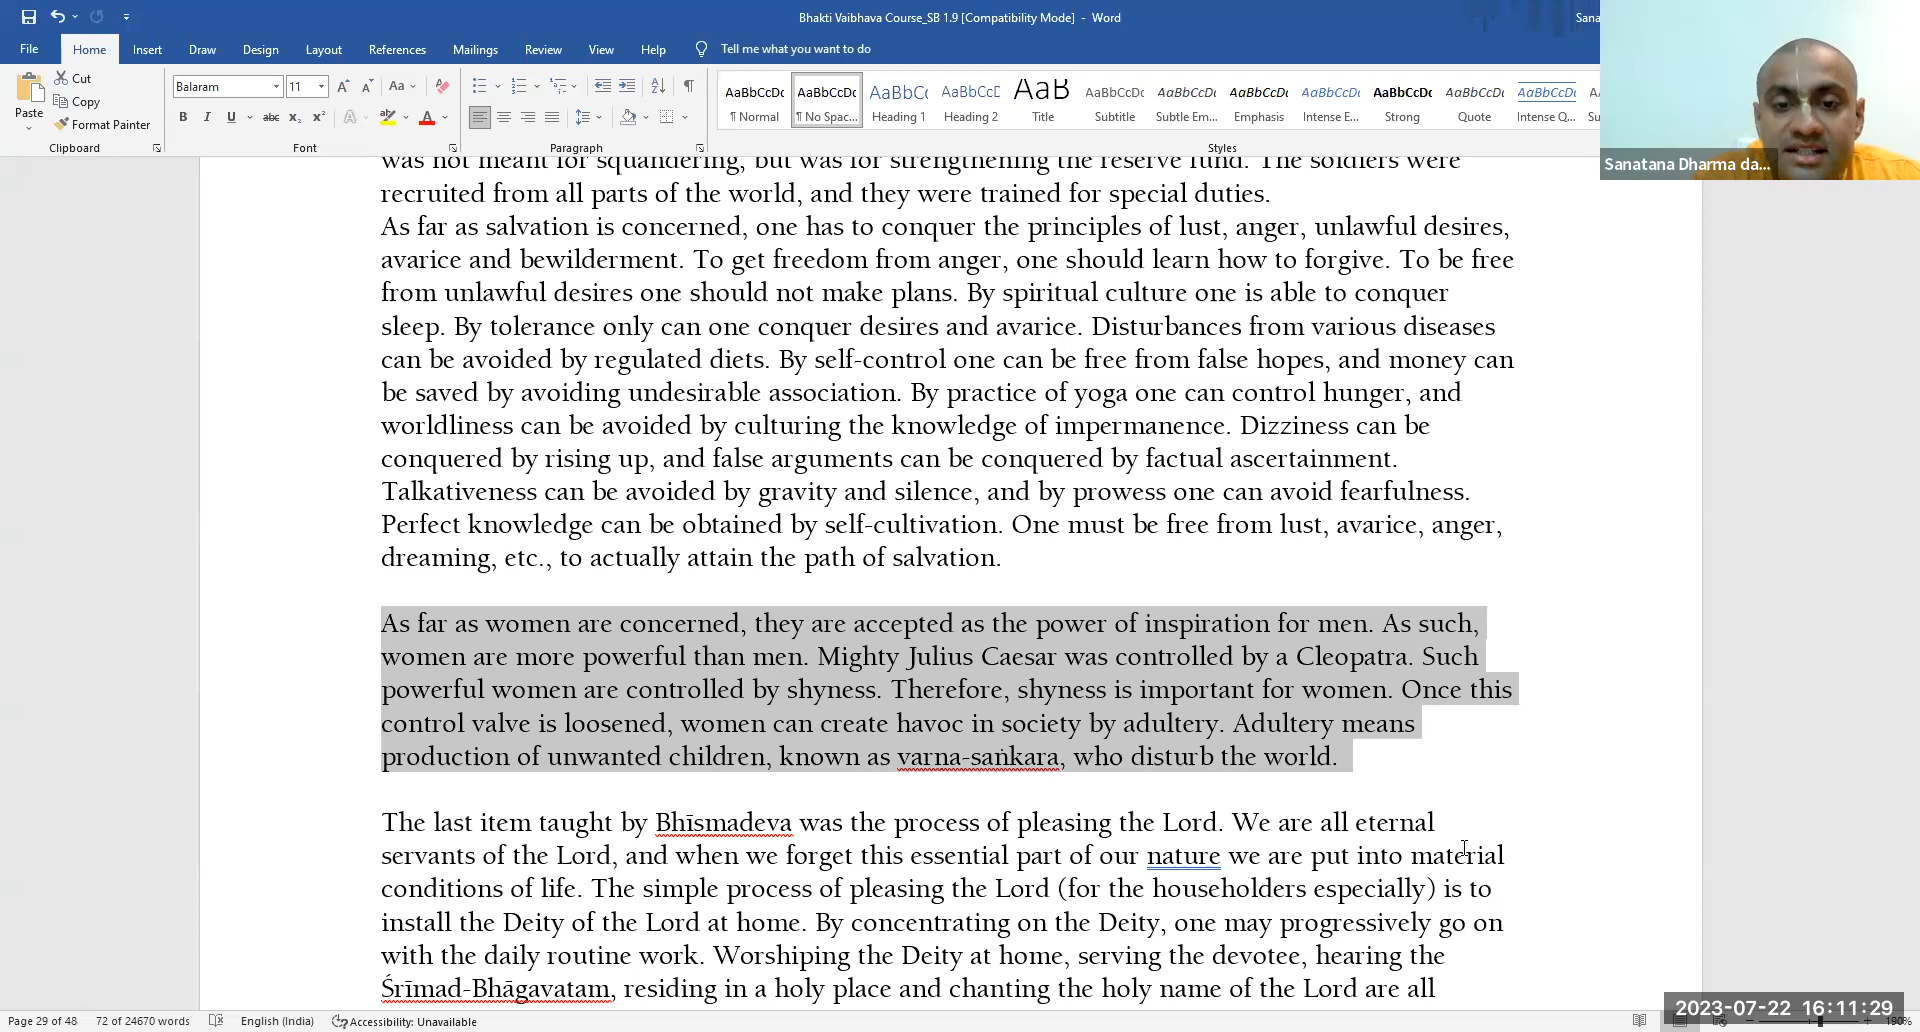 Bhakti Vaibhava Course_SB 1.9 [Compatibility Mode] - Word
Sana
File Home Insert Draw Design Layout References Mailings Review View Help Tell me what you want to do
Paste
Cut
Copy
Format Painter
Clipboard
Balaram 11
Font
Paragraph
AaBbCcDc AaBbCcDc AaBbCc AaBbCcD AaB AaBbCcDc AaBbCcDc AaBbCcDc AaBbCcDc AaBbCcDc AaBbCcDc AaBbCcDc
¶ Normal ¶ No Spac... Heading 1 Heading 2 Title Subtitle Subtle Em... Emphasis Intense E... Strong Quote Intense Q...
Styles
Sanatana Dharma da...
was not meant for squandering, but was for strengthening the reserve fund. The soldiers were
recruited from all parts of the world, and they were trained for special duties.
As far as salvation is concerned, one has to conquer the principles of lust, anger, unlawful desires,
avarice and bewilderment. To get freedom from anger, one should learn how to forgive. To be free
from unlawful desires one should not make plans. By spiritual culture one is able to conquer
sleep. By tolerance only can one conquer desires and avarice. Disturbances from various diseases
can be avoided by regulated diets. By self-control one can be free from false hopes, and money can
be saved by avoiding undesirable association. By practice of yoga one can control hunger, and
worldliness can be avoided by culturing the knowledge of impermanence. Dizziness can be
conquered by rising up, and false arguments can be conquered by factual ascertainment.
Talkativeness can be avoided by gravity and silence, and by prowess one can avoid fearfulness.
Perfect knowledge can be obtained by self-cultivation. One must be free from lust, avarice, anger,
dreaming, etc., to actually attain the path of salvation.
As far as women are concerned, they are accepted as the power of inspiration for men. As such,
women are more powerful than men. Mighty Julius Caesar was controlled by a Cleopatra. Such
powerful women are controlled by shyness. Therefore, shyness is important for women. Once this
control valve is loosened, women can create havoc in society by adultery. Adultery means
production of unwanted children, known as varna-saṅkara, who disturb the world.
The last item taught by Bhīsmadeva was the process of pleasing the Lord. We are all eternal
servants of the Lord, and when we forget this essential part of our nature we are put into material
conditions of life. The simple process of pleasing the Lord (for the householders especially) is to
install the Deity of the Lord at home. By concentrating on the Deity, one may progressively go on
with the daily routine work. Worshiping the Deity at home, serving the devotee, hearing the
Śrīmad-Bhāgavatam, residing in a holy place and chanting the holy name of the Lord are all
2023-07-22 16:11:29
Page 29 of 48 72 of 24670 words English (India) Accessibility: Unavailable 190%